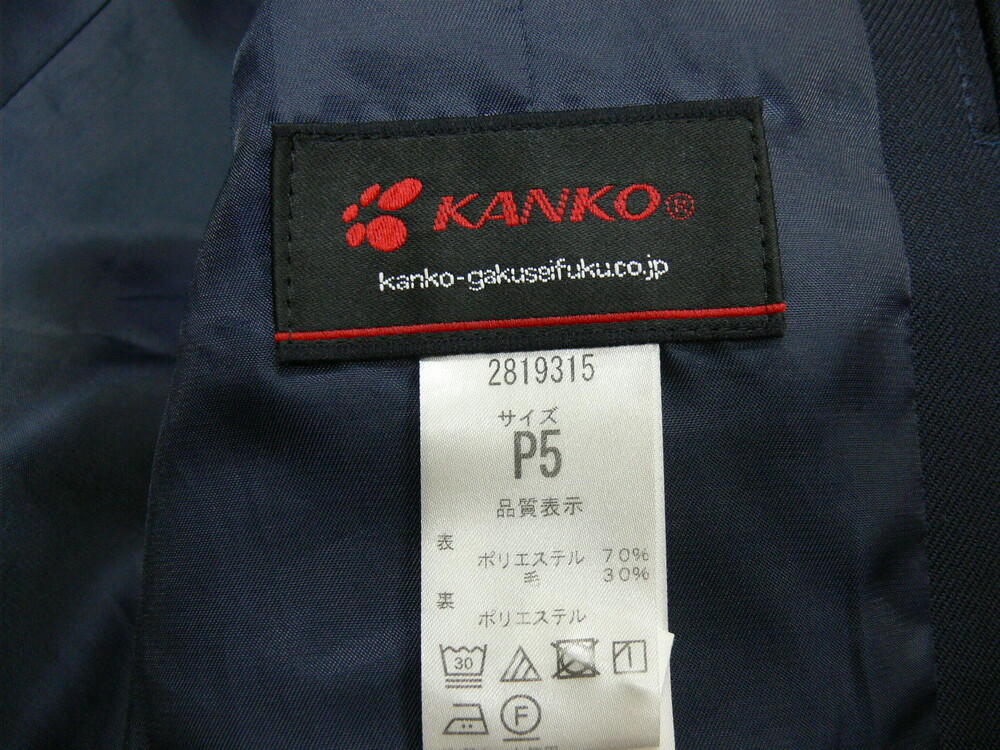 KANKO®
kanko-gakuseifuku.co.jp
2819315
サイズ
P5
品質表示
表
ポリエステル 70%
毛 30%
裏
ポリエステル
30
F